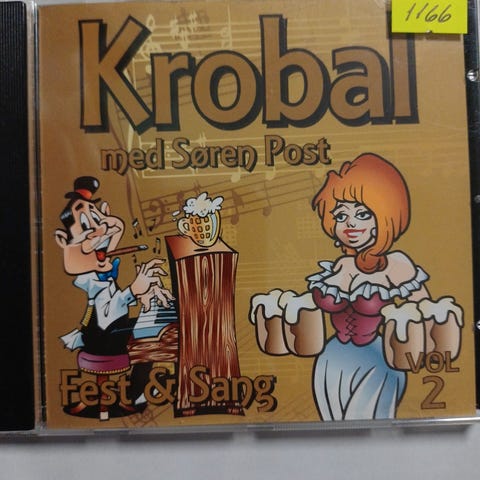 1166
Krobal
med Søren Post
Fest & Sang
VOL
2